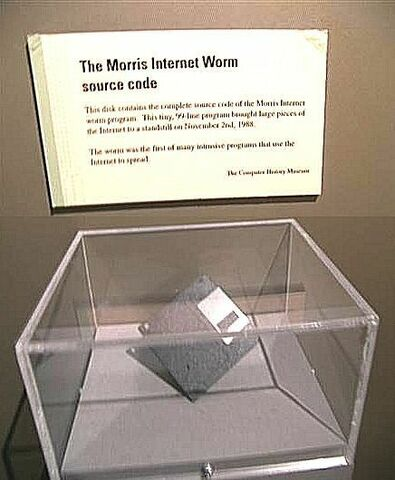 The Morris Internet Worm
source code
This disk contains the complete source code of the Morris Internet
worm program. This tiny, 99-line program brought large pieces of
the Internet to a standstill on November 2nd, 1988.
The worm was the first of many intrusive programs that use the
Internet to spread.
The Computer History Museum